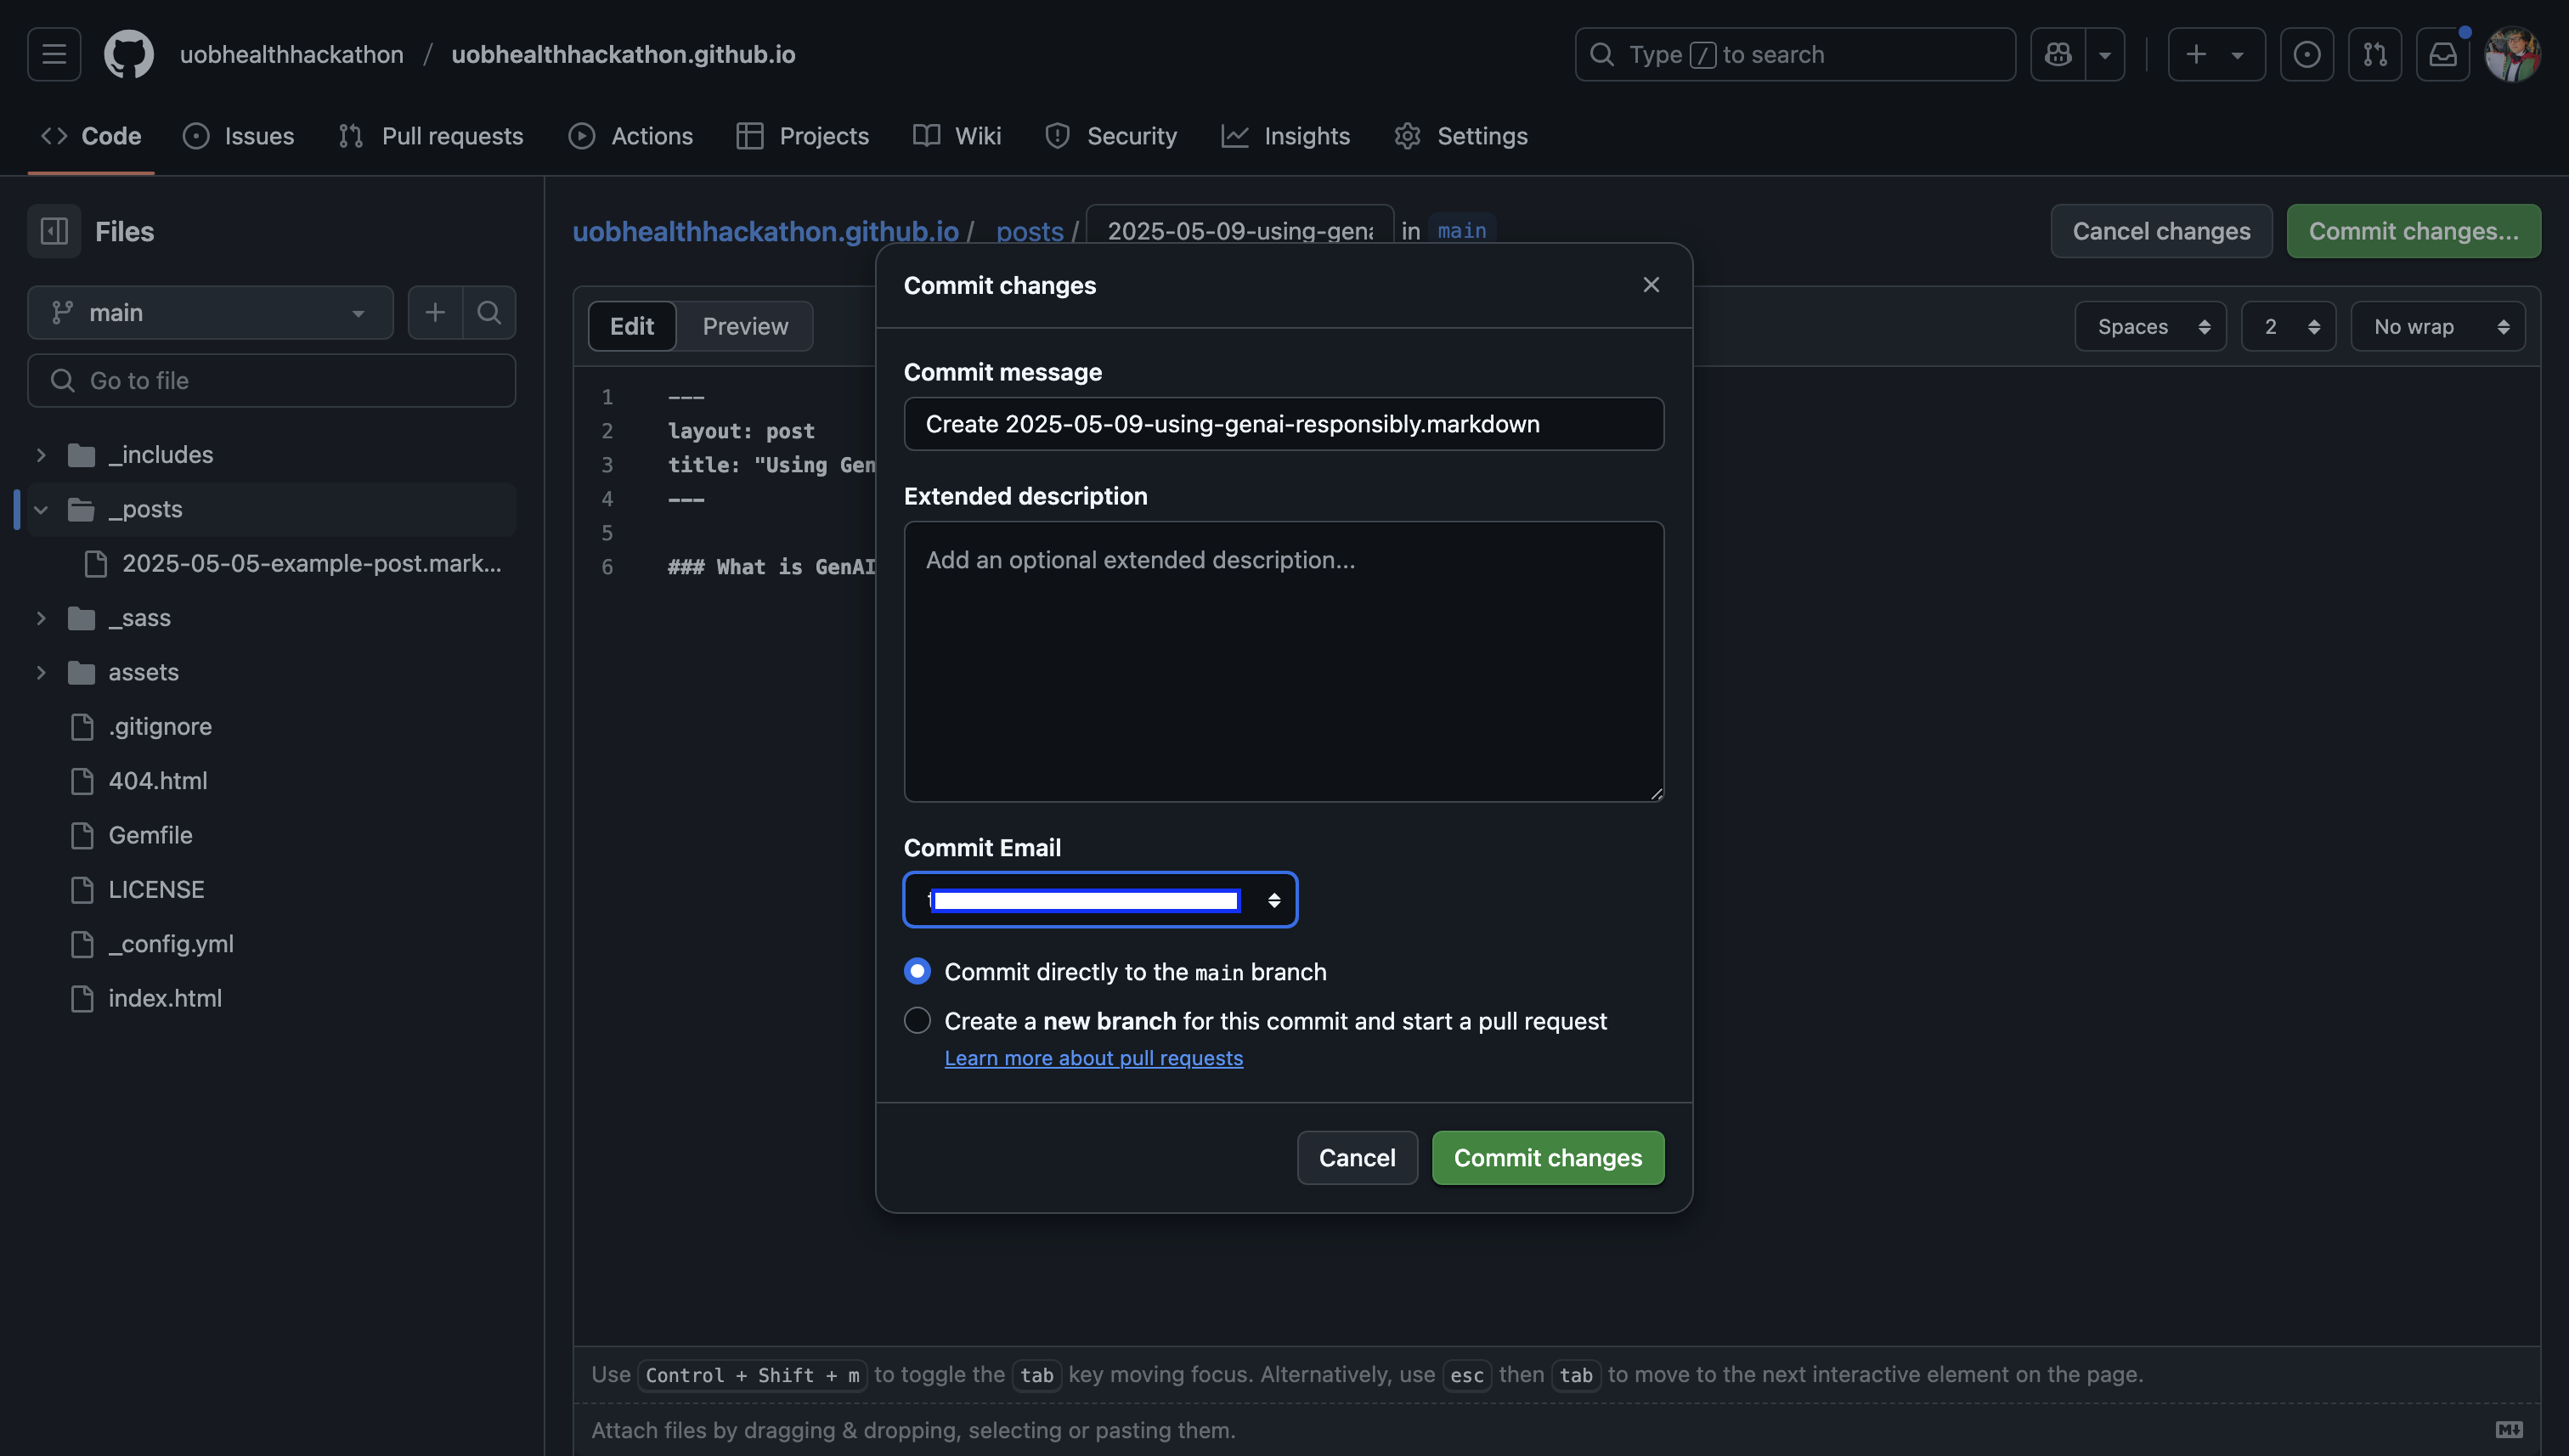 uobhealthhackathon / uobhealthhackathon.github.io
Type / to search
Code
Issues
Pull requests
Actions
Projects
Wiki
Security
Insights
Settings
Files
main
Go to file
_includes
_posts
2025-05-05-example-post.mark...
_sass
assets
.gitignore
404.html
Gemfile
LICENSE
_config.yml
index.html
uobhealthhackathon.github.io / _posts / 2025-05-09-using-genai in main
Cancel changes
Commit changes...
Edit
Preview
Spaces
2
No wrap
1 ---
2 layout: post
3 title: "Using Gen
4 ---
5
6 ### What is GenAI
Commit changes
Commit message
Create 2025-05-09-using-genai-responsibly.markdown
Extended description
Add an optional extended description...
Commit Email
Commit directly to the main branch
Create a new branch for this commit and start a pull request
Learn more about pull requests
Cancel
Commit changes
Use Control + Shift + m to toggle the tab key moving focus. Alternatively, use esc then tab to move to the next interactive element on the page.
Attach files by dragging & dropping, selecting or pasting them.